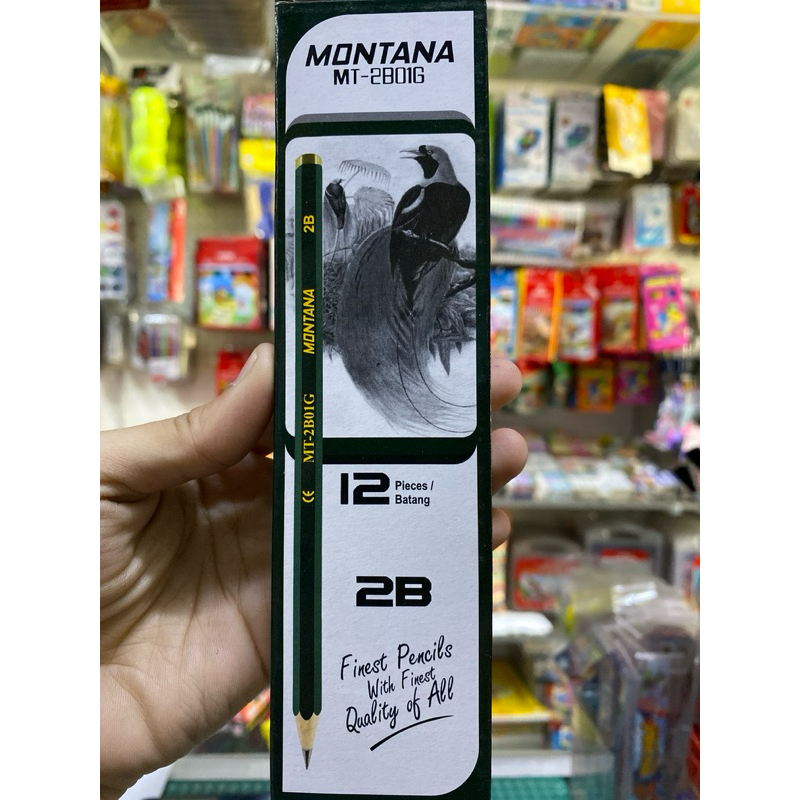 MONTANA
MT-2B01G
2B
MONTANA
MT-2B01G
CE
12 Pieces /
Batang
2B
Finest Pencils
With Finest
Quality of All